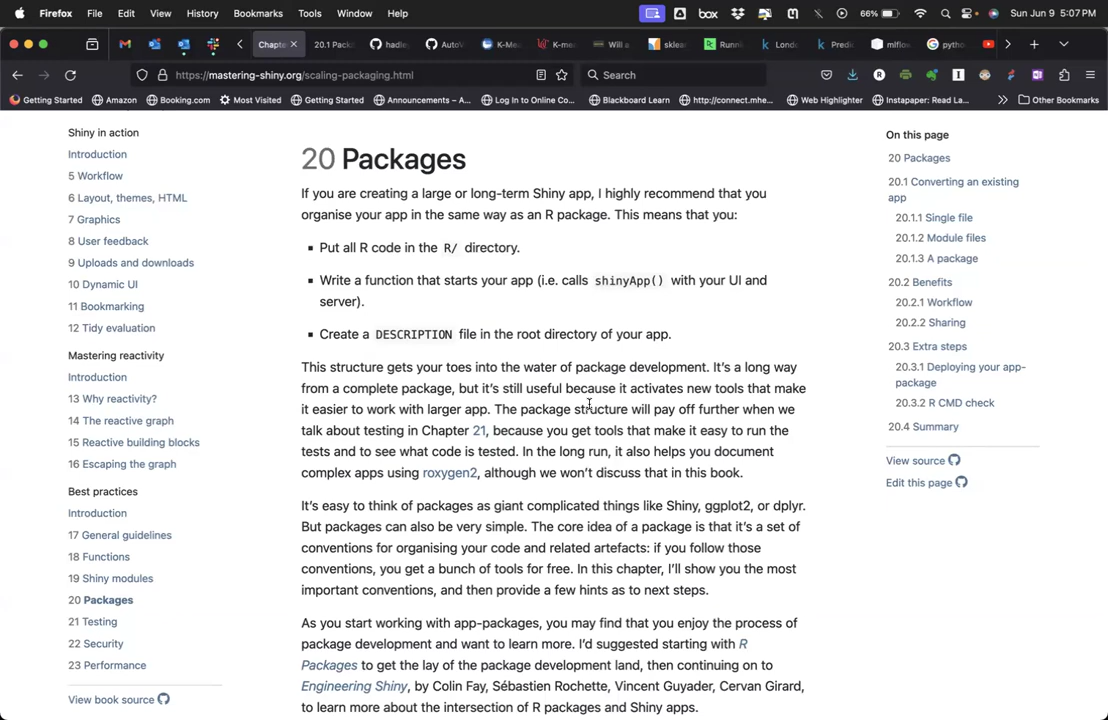 Firefox File Edit View History Bookmarks Tools Window Help
box
66%
Sun Jun 9 5:07 PM
Chapte
20.1 Pack
hadley
AutoV
K-Me
K-me
Will a
sklea
Runni
Lond
Predic
mlflow
pytho
https://mastering-shiny.org/scaling-packaging.html
Search
Getting Started Amazon Booking.com Most Visited Getting Started Announcements – A... Log In to Online Co... Blackboard Learn http://connect.mhe... Web Highlighter Instapaper: Read La... Other Bookmarks
Shiny in action
Introduction
5 Workflow
6 Layout, themes, HTML
7 Graphics
8 User feedback
9 Uploads and downloads
10 Dynamic UI
11 Bookmarking
12 Tidy evaluation
Mastering reactivity
Introduction
13 Why reactivity?
14 The reactive graph
15 Reactive building blocks
16 Escaping the graph
Best practices
Introduction
17 General guidelines
18 Functions
19 Shiny modules
20 Packages
21 Testing
22 Security
23 Performance
View book source
20 Packages
If you are creating a large or long-term Shiny app, I highly recommend that you
organise your app in the same way as an R package. This means that you:
Put all R code in the R/ directory.
Write a function that starts your app (i.e. calls shinyApp() with your UI and
server).
Create a DESCRIPTION file in the root directory of your app.
This structure gets your toes into the water of package development. It’s a long way
from a complete package, but it’s still useful because it activates new tools that make
it easier to work with larger app. The package structure will pay off further when we
talk about testing in Chapter 21, because you get tools that make it easy to run the
tests and to see what code is tested. In the long run, it also helps you document
complex apps using roxygen2, although we won’t discuss that in this book.
It’s easy to think of packages as giant complicated things like Shiny, ggplot2, or dplyr.
But packages can also be very simple. The core idea of a package is that it’s a set of
conventions for organising your code and related artefacts: if you follow those
conventions, you get a bunch of tools for free. In this chapter, I’ll show you the most
important conventions, and then provide a few hints as to next steps.
As you start working with app-packages, you may find that you enjoy the process of
package development and want to learn more. I’d suggested starting with R
Packages to get the lay of the package development land, then continuing on to
Engineering Shiny, by Colin Fay, Sébastien Rochette, Vincent Guyader, Cervan Girard,
to learn more about the intersection of R packages and Shiny apps.
On this page
20 Packages
20.1 Converting an existing
app
20.1.1 Single file
20.1.2 Module files
20.1.3 A package
20.2 Benefits
20.2.1 Workflow
20.2.2 Sharing
20.3 Extra steps
20.3.1 Deploying your app-
package
20.3.2 R CMD check
20.4 Summary
View source
Edit this page